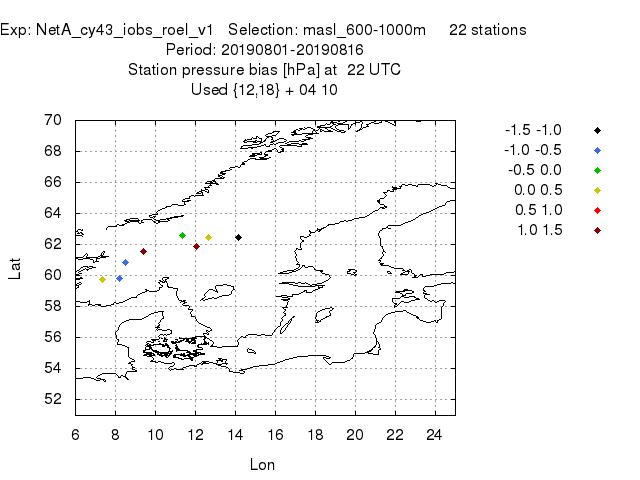 Exp: NetA_cy43_iobs_roel_v1 Selection: masl_600-1000m 22 stations
Period: 20190801-20190816
Station pressure bias [hPa] at 22 UTC
Used {12,18} + 04 10
70
68
66
64
62
60
58
56
54
52
Lat
6 8 10 12 14 16 18 20 22 24
Lon
-1.5 -1.0
-1.0 -0.5
-0.5 0.0
0.0 0.5
0.5 1.0
1.0 1.5